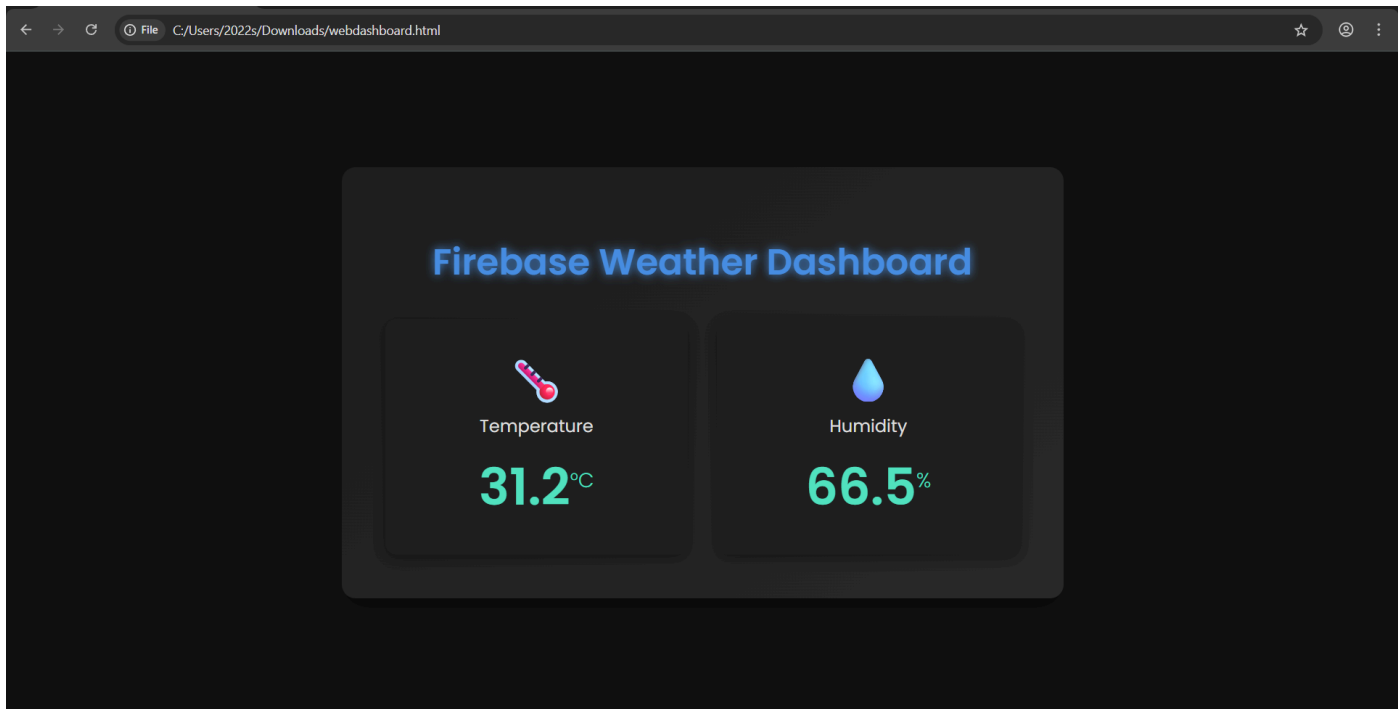 File C:/Users/2022s/Downloads/webdashboard.html
Firebase Weather Dashboard
Temperature
31.2°C
Humidity
66.5%